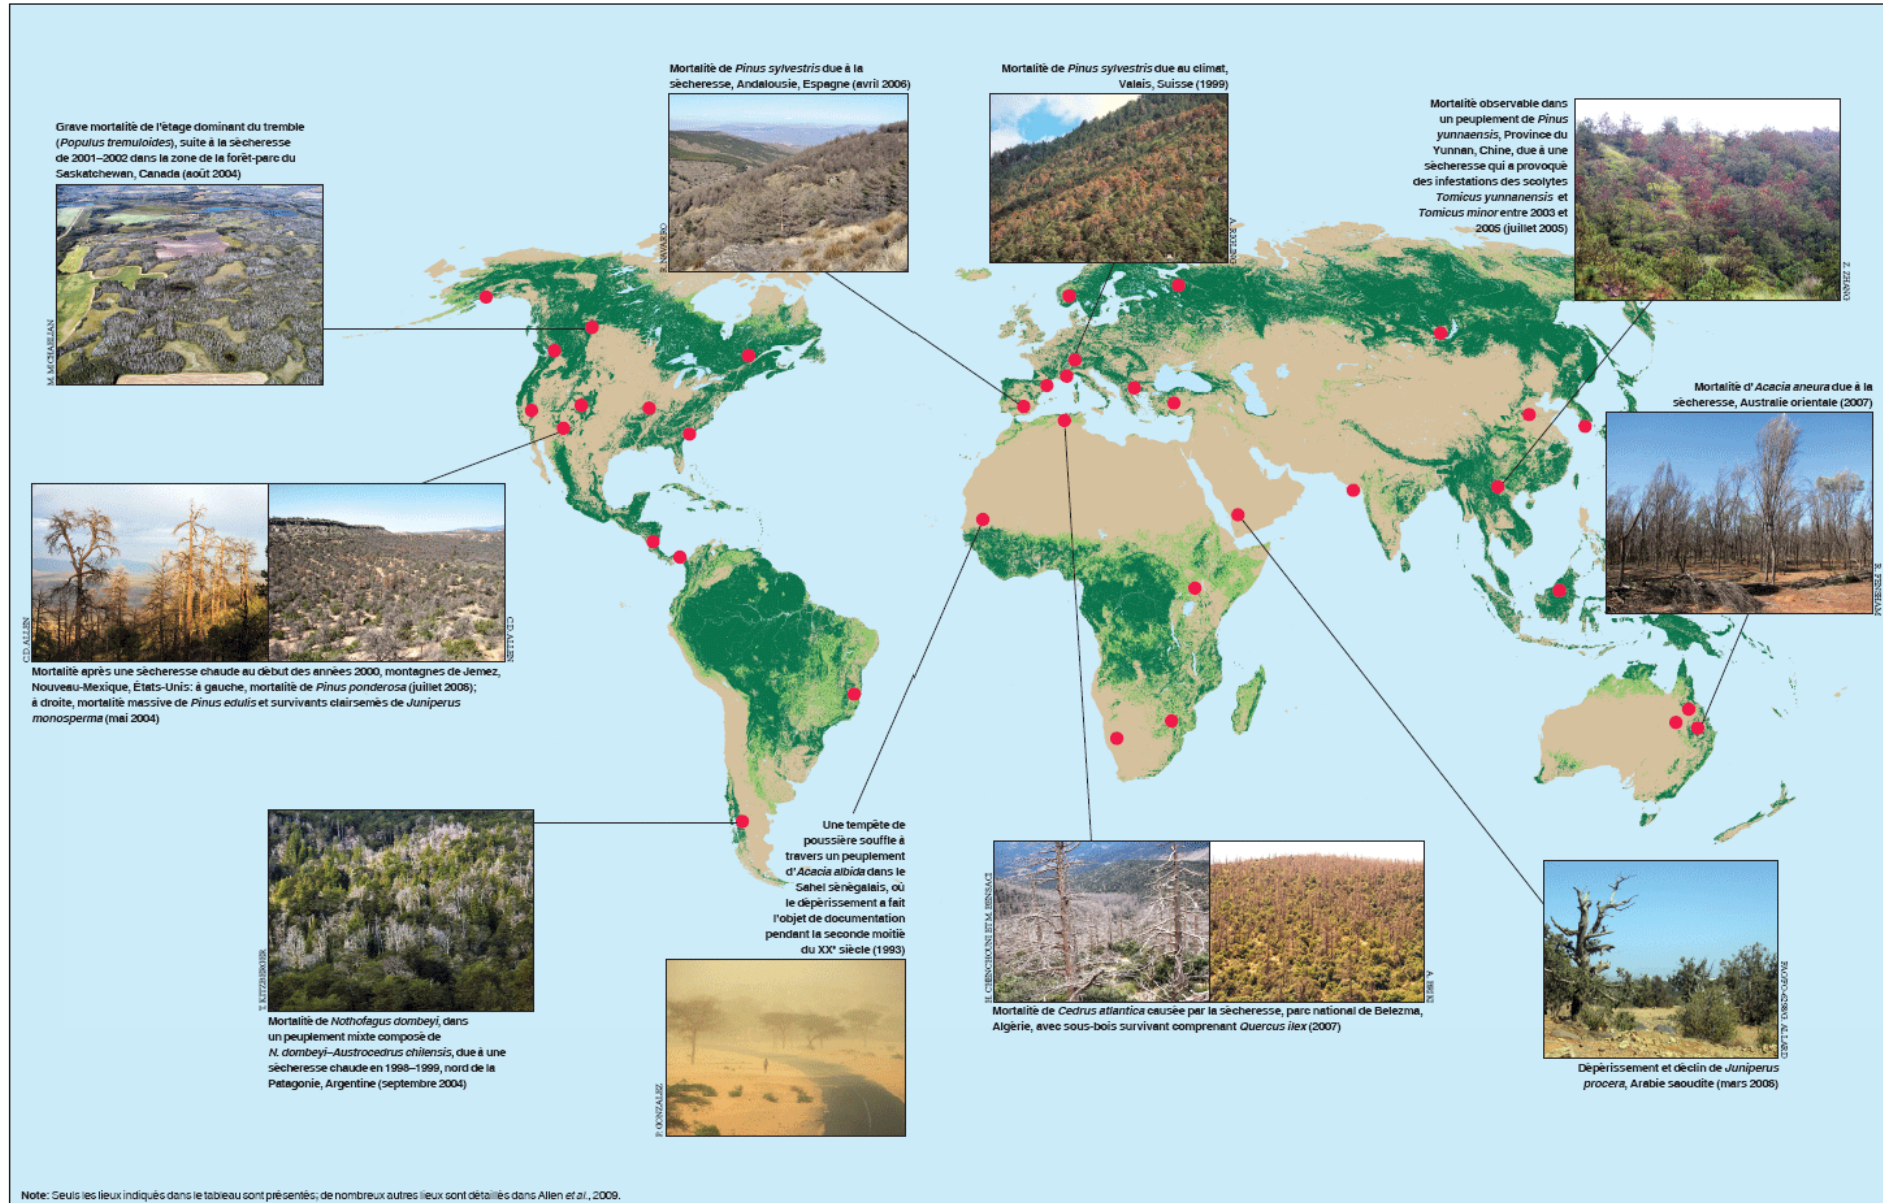 Grave mortalité de l'étage dominant du tremble
(Populus tremuloides), suite à la sècheresse
de 2001–2002 dans la zone de la forêt-parc du
Saskatchewan, Canada (août 2004)
M. MICHAELIAN
Mortalité de Pinus sylvestris due à la
sècheresse, Andalousie, Espagne (avril 2006)
R. NAVARRO
Mortalité de Pinus sylvestris due au climat,
Valais, Suisse (1999)
Mortalité observable dans
un peuplement de Pinus
yunnaensis, Province du
Yunnan, Chine, due à une
sècheresse qui a provoqué
des infestations des scolytes
Tomicus yunnanensis et
Tomicus minor entre 2003 et
2005 (juillet 2005)
Z. ZHANG
Mortalité d'Acacia aneura due à la
sècheresse, Australie orientale (2007)
R. FENSHAM
C.D. ALLEN
C.D. ALLEN
Mortalité après une sècheresse chaude au début des années 2000, montagnes de Jemez,
Nouveau-Mexique, États-Unis: à gauche, mortalité de Pinus ponderosa (juillet 2006);
à droite, mortalité massive de Pinus edulis et survivants clairsemés de Juniperus
monosperma (mai 2004)
T. KITZBERGER
Mortalité de Nothofagus dombeyi, dans
un peuplement mixte composé de
N. dombeyi–Austrocedrus chilensis, due à une
sècheresse chaude en 1998–1999, nord de la
Patagonie, Argentine (septembre 2004)
Une tempête de
poussière souffle à
travers un peuplement
d'Acacia albida dans le
Sahel sénégalais, où
le dépérissement a fait
l'objet de documentation
pendant la seconde moitié
du XXe siècle (1993)
P. GONZALEZ
H. CHENCHOUNI ET M. BENSACI
A. BRIKI
Mortalité de Cedrus atlantica causée par la sècheresse, parc national de Belezma,
Algérie, avec sous-bois survivant comprenant Quercus ilex (2007)
Dépérissement et déclin de Juniperus
procera, Arabie saoudite (mars 2006)
Note: Seuls les lieux indiqués dans le tableau sont présentés; de nombreux autres lieux sont détaillés dans Allen et al., 2009.